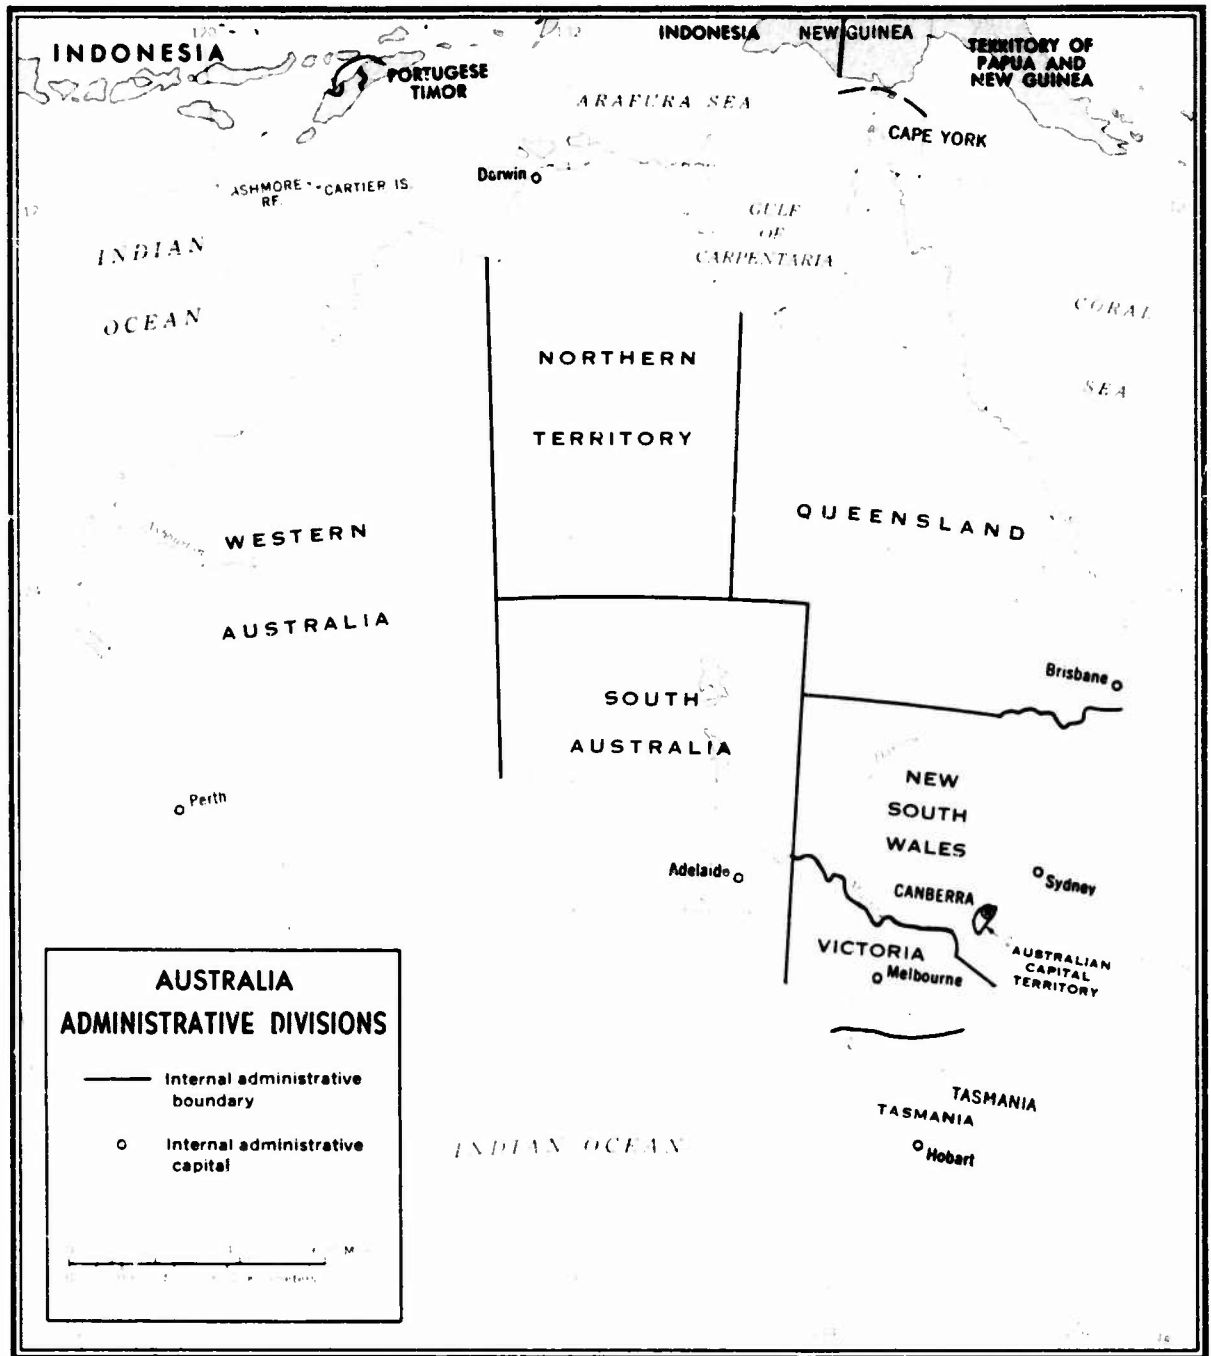 120
132
INDONESIA
PORTUGESE
TIMOR
INDONESIA
NEW GUINEA
TERRITORY OF
PAPUA AND
NEW GUINEA
ARAFURA SEA
CAPE YORK
Darwin
ASHMORE
RF.
CARTIER IS.
12
GULF
OF
CARPENTARIA
INDIAN
OCEAN
CORAL
SEA
NORTHERN
TERRITORY
QUEENSLAND
WESTERN
AUSTRALIA
Brisbane
SOUTH
AUSTRALIA
NEW
SOUTH
WALES
Perth
Adelaide
Sydney
CANBERRA
VICTORIA
Melbourne
AUSTRALIAN
CAPITAL
TERRITORY
AUSTRALIA
ADMINISTRATIVE DIVISIONS
Internal administrative
boundary
Internal administrative
capital
TASMANIA
TASMANIA
Hobart
INDIAN OCEAN